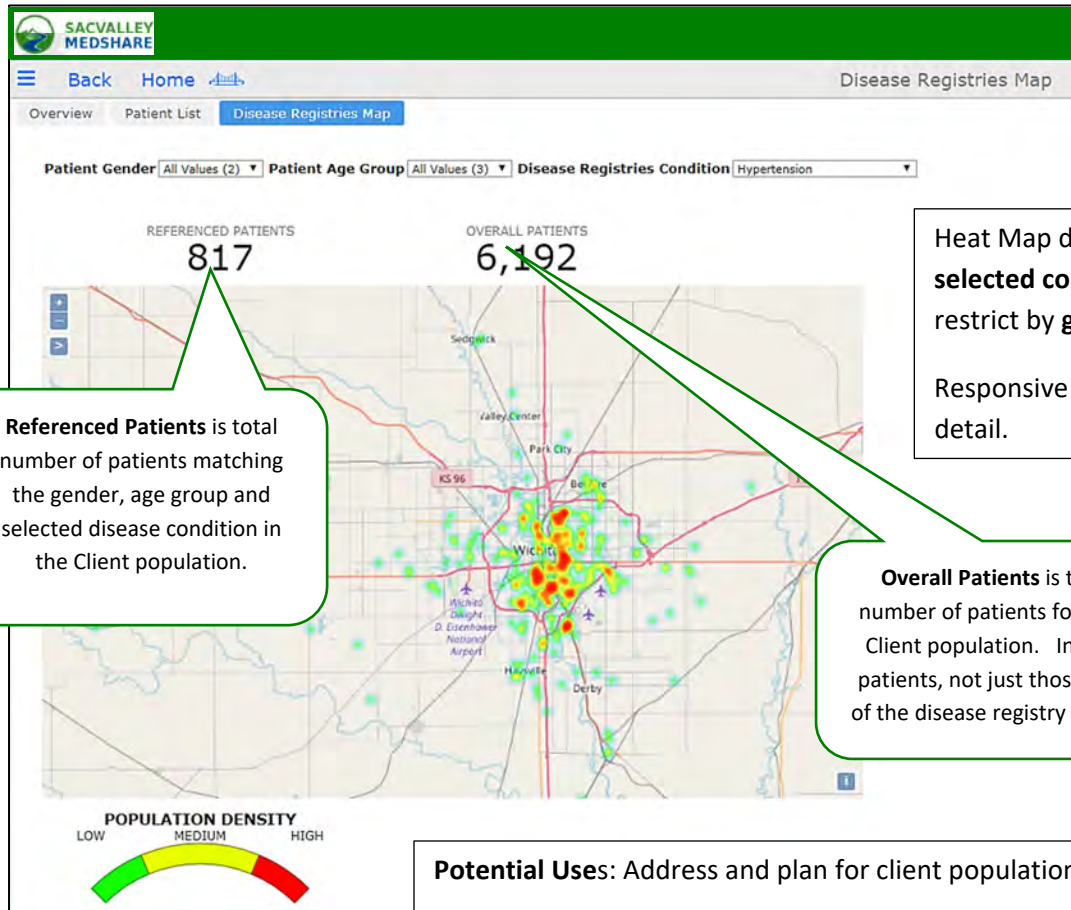 SACVALLEY
MEDSHARE
Back Home
Disease Registries Map
Overview Patient List Disease Registries Map
Patient Gender All Values (2) Patient Age Group All Values (3) Disease Registries Condition Hypertension
REFERENCED PATIENTS
817
OVERALL PATIENTS
6,192
Heat Map d
selected co
restrict by g
Responsive
detail.
+
−
>
Sedgwick
Valley Center
Park City
KS 96
Bel Aire
Wichita
Wichita
Dwight
D. Eisenhower
National
Airport
Haysville
Derby
i
Referenced Patients is total
number of patients matching
the gender, age group and
selected disease condition in
the Client population.
Overall Patients is t
number of patients fo
Client population. In
patients, not just thos
of the disease registry
POPULATION DENSITY
LOW MEDIUM HIGH
Potential Uses: Address and plan for client population